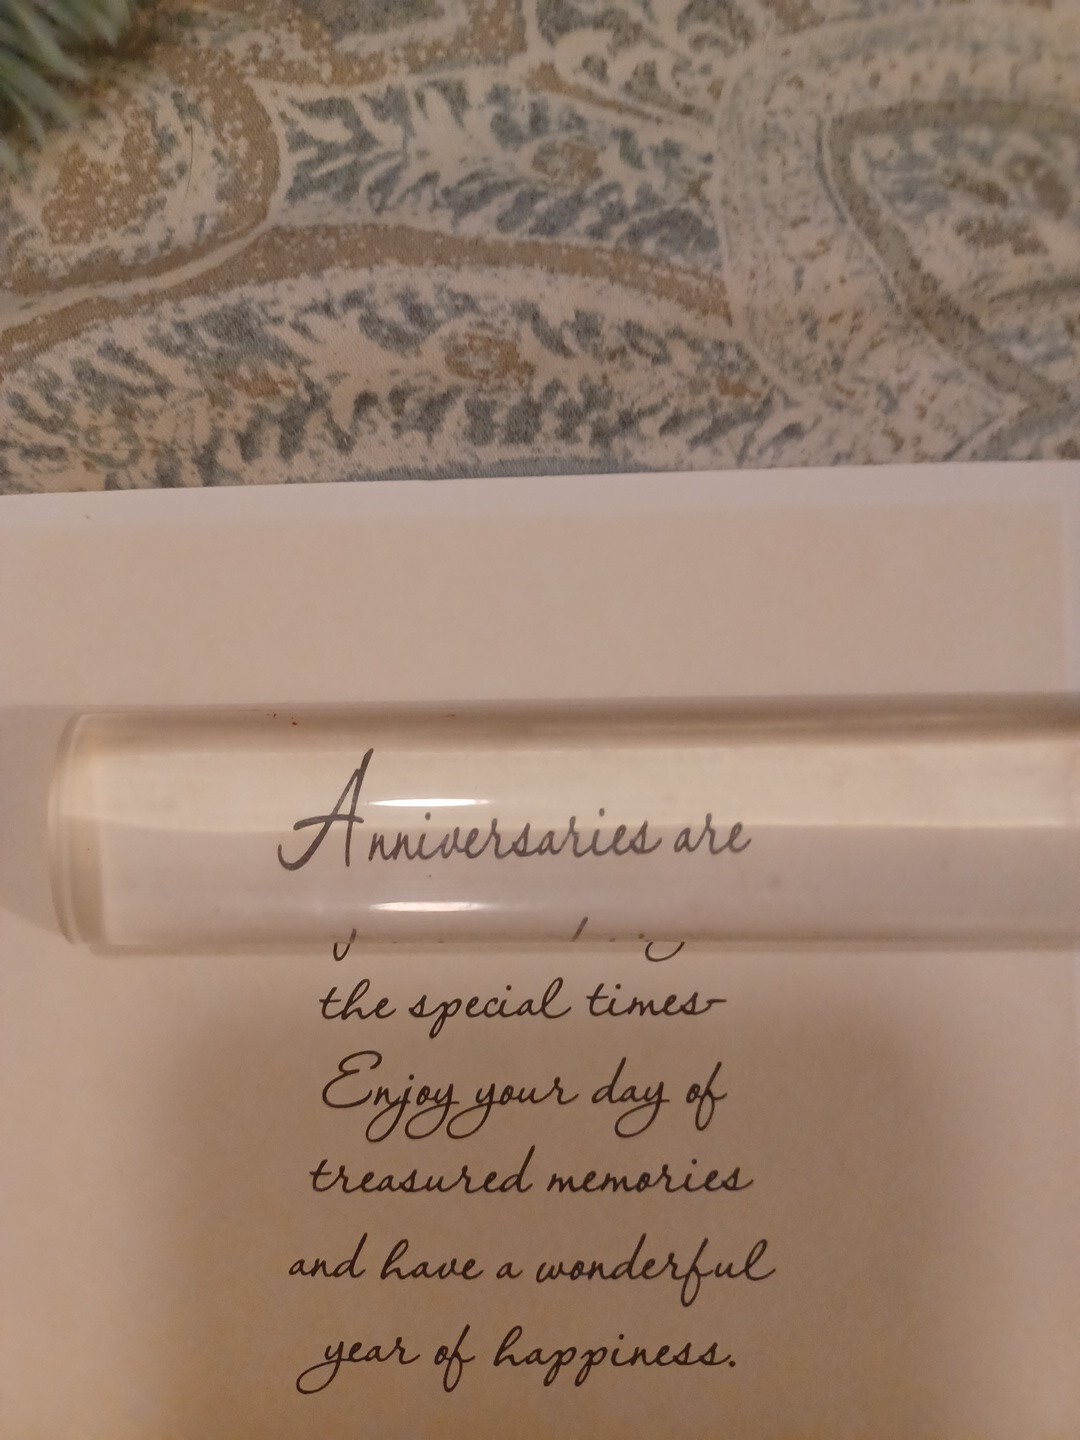 Anniversaries are
the special times-
Enjoy your day of
treasured memories
and have a wonderful
year of happiness.